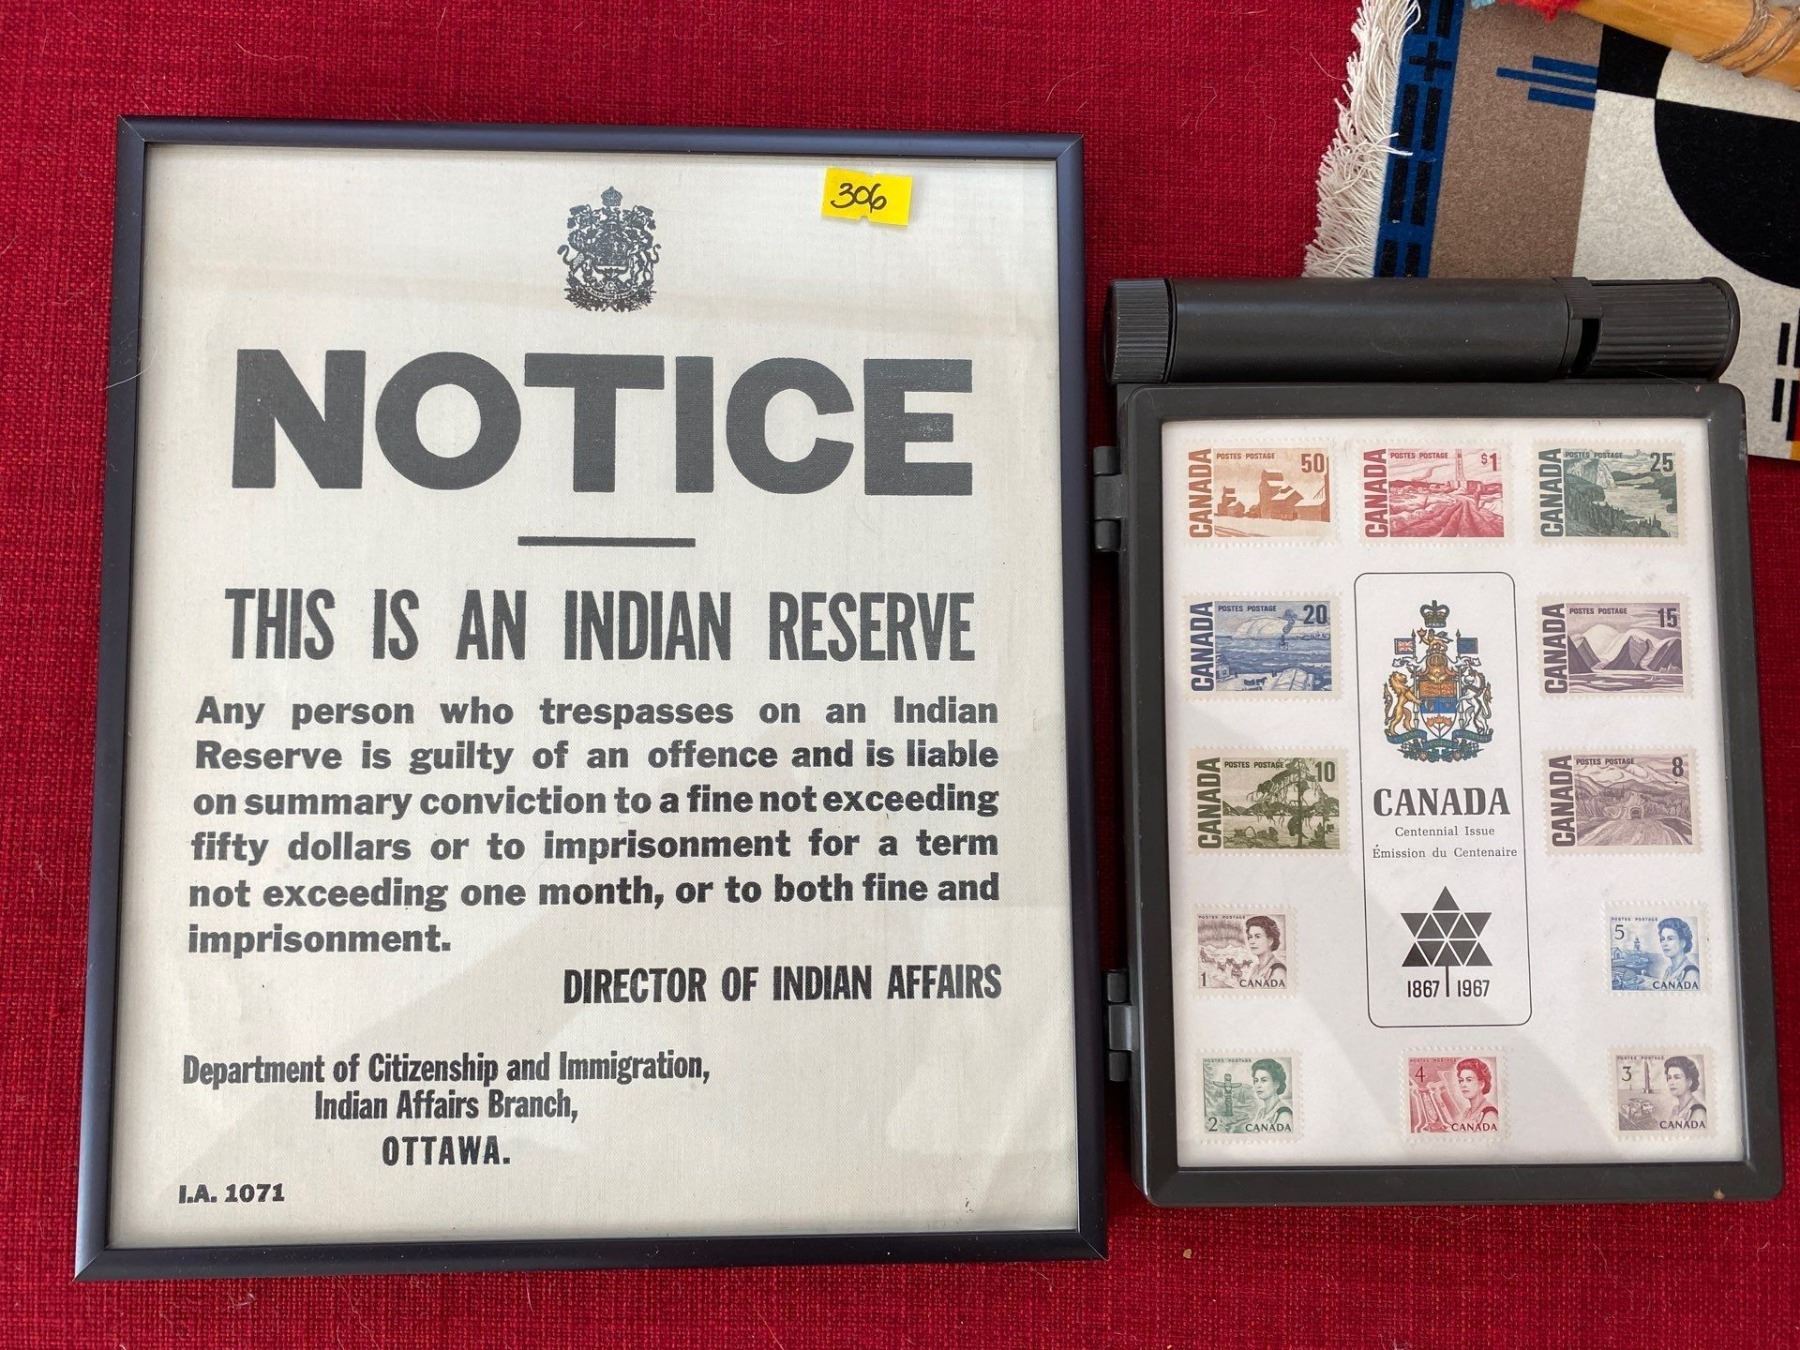 306
NOTICE
THIS IS AN INDIAN RESERVE
Any person who trespasses on an Indian
Reserve is guilty of an offence and is liable
on summary conviction to a fine not exceeding
fifty dollars or to imprisonment for a term
not exceeding one month, or to both fine and
imprisonment.
DIRECTOR OF INDIAN AFFAIRS
Department of Citizenship and Immigration,
Indian Affairs Branch,
OTTAWA.
I.A. 1071
CANADA POSTES POSTAGE 50
CANADA POSTES POSTAGE $1
CANADA POSTES POSTAGE 25
CANADA POSTES POSTAGE 20
CANADA POSTES POSTAGE 15
CANADA POSTES POSTAGE 10
CANADA POSTES POSTAGE 8
CANADA
Centennial Issue
Émission du Centenaire
1867 1967
POSTES POSTAGE
1 CANADA
POSTES POSTAGE
5
CANADA
POSTES POSTAGE
2 CANADA
POSTES POSTAGE
4
CANADA
POSTES POSTAGE
3
CANADA